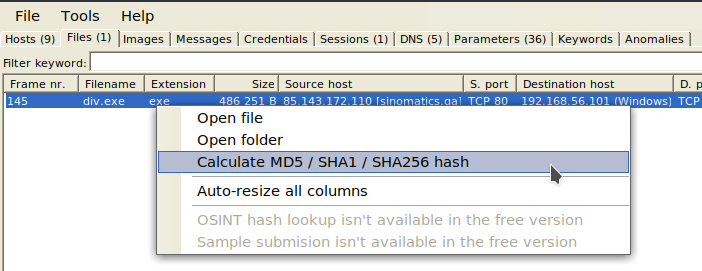 File Tools Help
Hosts (9) Files (1) Images Messages Credentials Sessions (1) DNS (5) Parameters (36) Keywords Anomalies
Filter keyword:
Frame nr. Filename Extension Size Source host S. port Destination host D. p
145 div.exe exe 486 251 B 85.143.172.110 [sinomatics.ga] TCP 80 192.168.56.101 (Windows) TCP
Open file
Open folder
Calculate MD5 / SHA1 / SHA256 hash
Auto-resize all columns
OSINT hash lookup isn't available in the free version
Sample submision isn't available in the free version